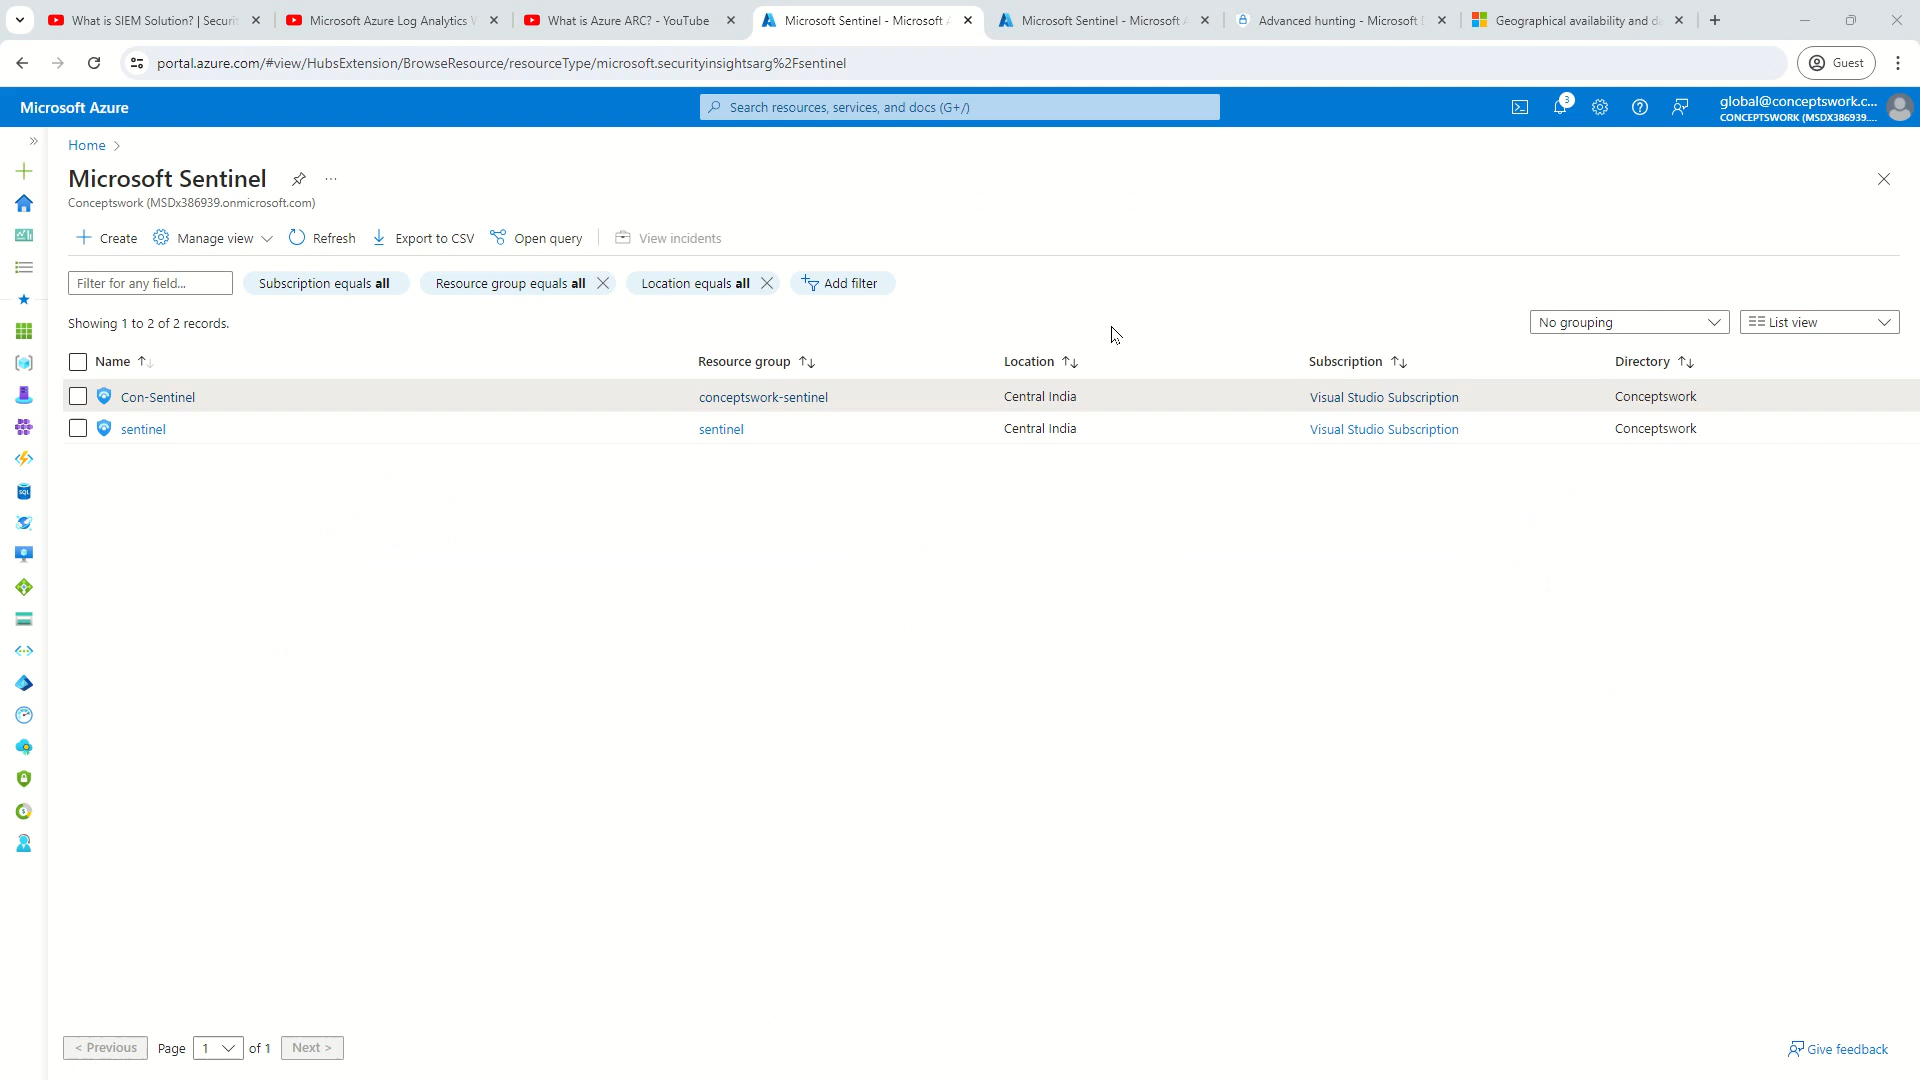 What is SIEM Solution? | Securi
Microsoft Azure Log Analytics
What is Azure ARC? - YouTube
Microsoft Sentinel - Microsoft
Microsoft Sentinel - Microsoft
Advanced hunting - Microsoft
Geographical availability and d
portal.azure.com/#view/HubsExtension/BrowseResource/resourceType/microsoft.securityinsightsarg%2Fsentinel
Guest
Microsoft Azure
Search resources, services, and docs (G+/)
3
global@conceptswork.c...
CONCEPTSWORK (MSDX386939....
Home
Microsoft Sentinel
...
Conceptswork (MSDx386939.onmicrosoft.com)
Create
Manage view
Refresh
Export to CSV
Open query
View incidents
Filter for any field...
Subscription equals all
Resource group equals all
Location equals all
Add filter
Showing 1 to 2 of 2 records.
No grouping
List view
Name
Resource group
Location
Subscription
Directory
Con-Sentinel
conceptswork-sentinel
Central India
Visual Studio Subscription
Conceptswork
sentinel
sentinel
Central India
Visual Studio Subscription
Conceptswork
SQL
< Previous
Page
1
of 1
Next >
Give feedback